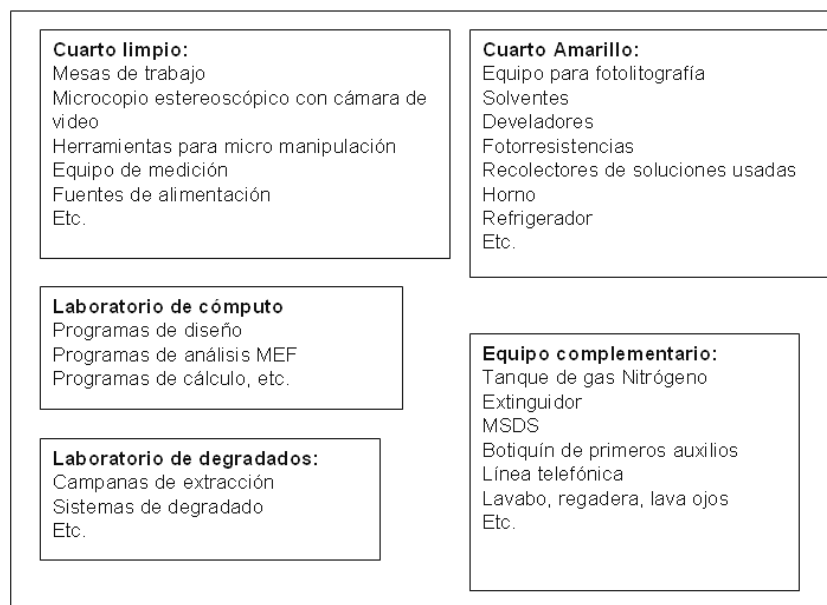 Cuarto limpio:
Mesas de trabajo
Microcopio estereoscópico con cámara de
video
Herramientas para micro manipulación
Equipo de medición
Fuentes de alimentación
Etc.
Cuarto Amarillo:
Equipo para fotolitografía
Solventes
Develadores
Fotorresistencias
Recolectores de soluciones usadas
Horno
Refrigerador
Etc.
Laboratorio de cómputo
Programas de diseño
Programas de análisis MEF
Programas de cálculo, etc.
Equipo complementario:
Tanque de gas Nitrógeno
Extinguidor
MSDS
Botiquín de primeros auxilios
Línea telefónica
Lavabo, regadera, lava ojos
Etc.
Laboratorio de degradados:
Campanas de extracción
Sistemas de degradado
Etc.